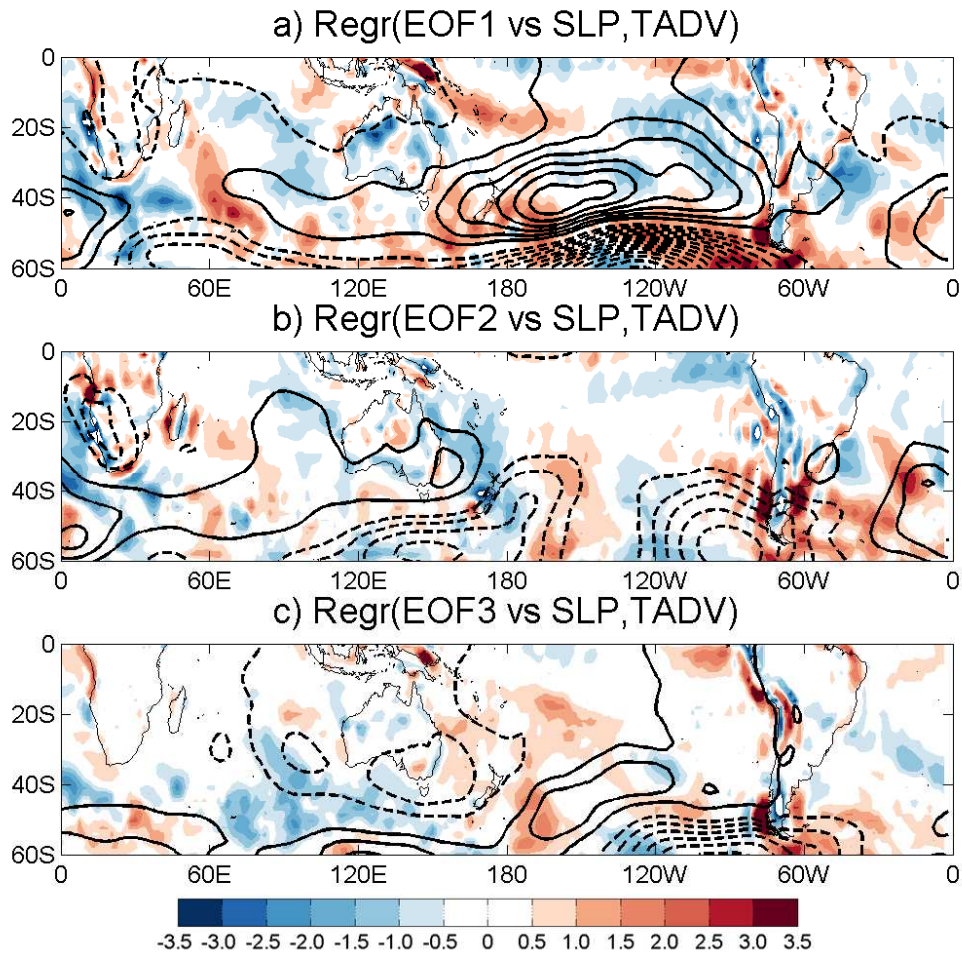 a) Regr(EOF1 vs SLP,TADV)
0
20S
40S
60S
0 60E 120E 180 120W 60W 0
b) Regr(EOF2 vs SLP,TADV)
0
20S
40S
60S
0 60E 120E 180 120W 60W 0
c) Regr(EOF3 vs SLP,TADV)
0
20S
40S
60S
0 60E 120E 180 120W 60W 0
-3.5 -3.0 -2.5 -2.0 -1.5 -1.0 -0.5 0 0.5 1.0 1.5 2.0 2.5 3.0 3.5